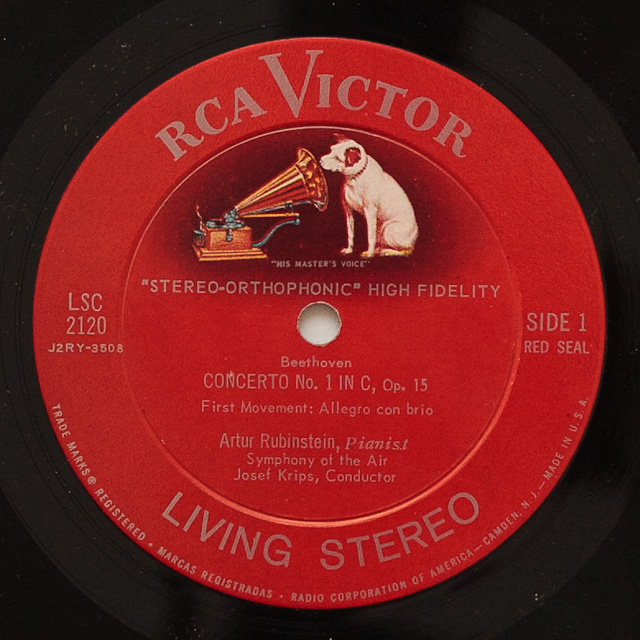 RCA VICTOR
"HIS MASTER'S VOICE"
"STEREO-ORTHOPHONIC" HIGH FIDELITY
LSC
2120
J2RY-3508
SIDE 1
RED SEAL
Beethoven
CONCERTO No. 1 IN C, Op. 15
First Movement: Allegro con brio
Artur Rubinstein, Pianist
Symphony of the Air
Josef Krips, Conductor
LIVING STEREO
TRADE MARKS ® REGISTERED • MARCAS REGISTRADAS • RADIO CORPORATION OF AMERICA—CAMDEN, N. J.—MADE IN U.S.A.